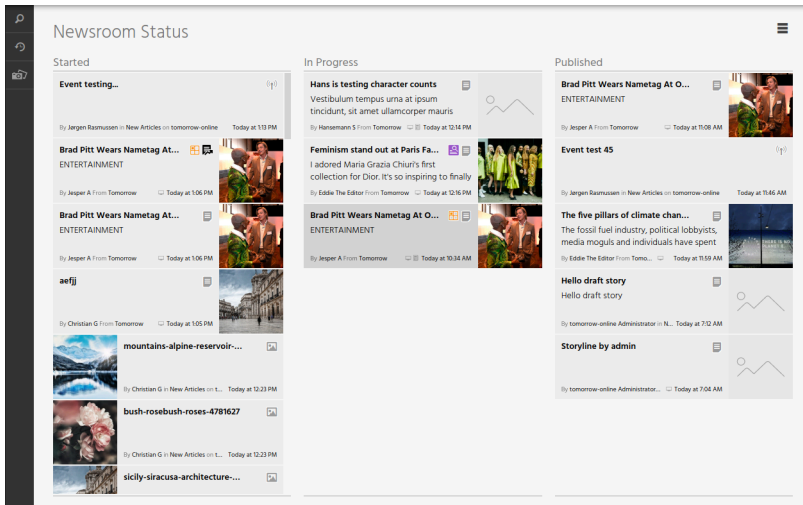 Newsroom Status
Started
Event testing...
By Jørgen Rasmussen in New Articles on tomorrow-online Today at 1:13 PM
Brad Pitt Wears Nametag At...
ENTERTAINMENT
By Jesper A From Tomorrow Today at 1:06 PM
Brad Pitt Wears Nametag At...
ENTERTAINMENT
By Jesper A From Tomorrow Today at 1:06 PM
aefjj
By Christian G From Tomorrow Today at 1:05 PM
mountains-alpine-reservoir-...
By Christian G in New Articles on t... Today at 12:23 PM
bush-rosebush-roses-4781627
By Christian G in New Articles on t... Today at 12:23 PM
sicily-siracusa-architecture-...
In Progress
Hans is testing character counts
Vestibulum tempus urna at ipsum
tincidunt, sit amet ullamcorper mauris
By Hansemann S From Tomorrow Today at 12:14 PM
Feminism stand out at Paris Fa...
I adored Maria Grazia Chiuri's first
collection for Dior. It's so inspiring to finally
By Eddie The Editor From Tomorrow Today at 12:16 PM
Brad Pitt Wears Nametag At O...
ENTERTAINMENT
By Jesper A From Tomorrow Today at 10:34 AM
Published
Brad Pitt Wears Nametag At O...
ENTERTAINMENT
By Jesper A From Tomorrow Today at 11:08 AM
Event test 45
By Jørgen Rasmussen in New Articles on tomorrow-online Today at 11:46 AM
The five pillars of climate chan...
The fossil fuel industry, political lobbyists,
media moguls and individuals have spent
By Eddie The Editor From Tomo... Today at 11:59 AM
Hello draft story
Hello draft story
By tomorrow-online Administrator in N... Today at 7:12 AM
Storyline by admin
By tomorrow-online Administrator... Today at 7:04 AM